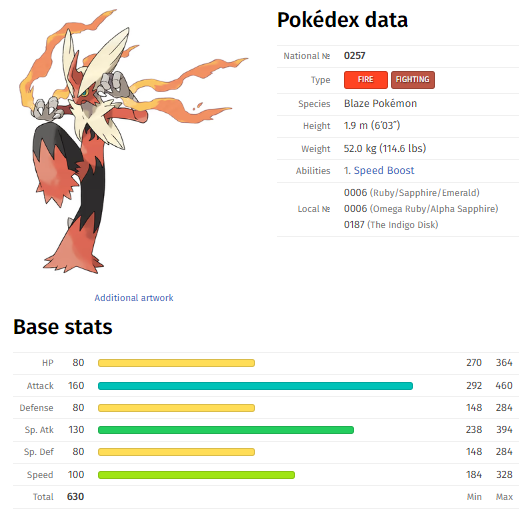 Pokédex data
National № 0257
Type FIRE FIGHTING
Species Blaze Pokémon
Height 1.9 m (6′03″)
Weight 52.0 kg (114.6 lbs)
Abilities 1. Speed Boost
Local № 0006 (Ruby/Sapphire/Emerald)
0006 (Omega Ruby/Alpha Sapphire)
0187 (The Indigo Disk)
Additional artwork
Base stats
HP 80 270 364
Attack 160 292 460
Defense 80 148 284
Sp. Atk 130 238 394
Sp. Def 80 148 284
Speed 100 184 328
Total 630 Min Max